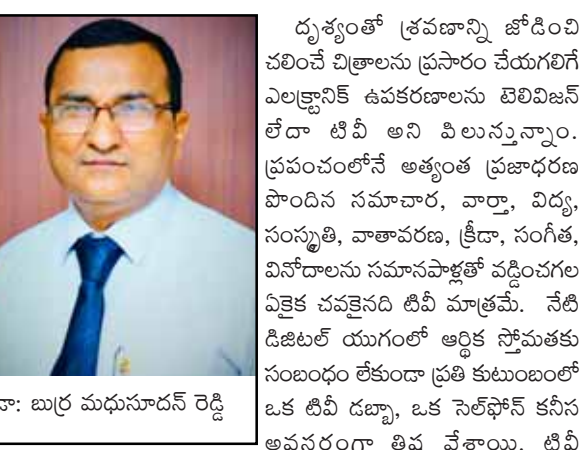 దృశ్యంతో శ్రవణాన్ని జోడించి
చలించే చిత్రాలను ప్రసారం చేయగలిగే
ఎలక్ట్రానిక్ ఉపకరణాలను టెలివిజన్
లేదా టివీ అని పిలుస్తున్నాం.
ప్రపంచంలోనే అత్యంత ప్రజాధరణ
పొందిన సమాచార, వార్తా, విద్య,
సంస్కృతి, వాతావరణ, క్రీడా, సంగీత,
వినోదాలను సమానపాళ్లతో వడ్డించగల
ఏకైక చవకైనది టివీ మాత్రమే. నేటి
డిజిటల్ యుగంలో ఆర్థిక స్తోమతకు
సంబంధం లేకుండా ప్రతి కుటుంబంలో
ఒక టివీ డబ్బా, ఒక సెల్‌ఫోన్ కనీస
టివీ
డా: బుర్ర మధుసూదన్ రెడ్డి